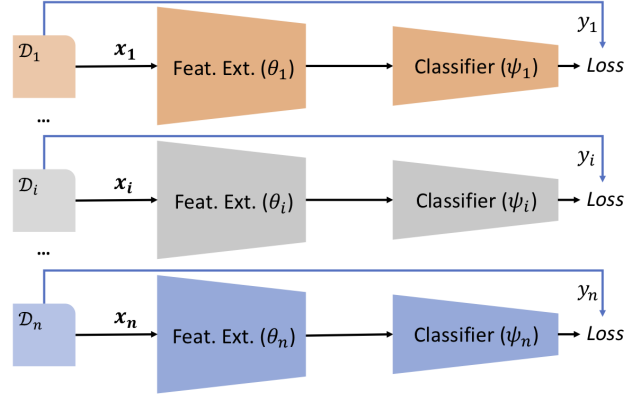 𝒟₁ 𝒙₁ Feat. Ext. (θ₁) Classifier (ψ₁) y₁ Loss
...
𝒟ᵢ 𝒙ᵢ Feat. Ext. (θᵢ) Classifier (ψᵢ) yᵢ Loss
...
𝒟ₙ 𝒙ₙ Feat. Ext. (θₙ) Classifier (ψₙ) yₙ Loss